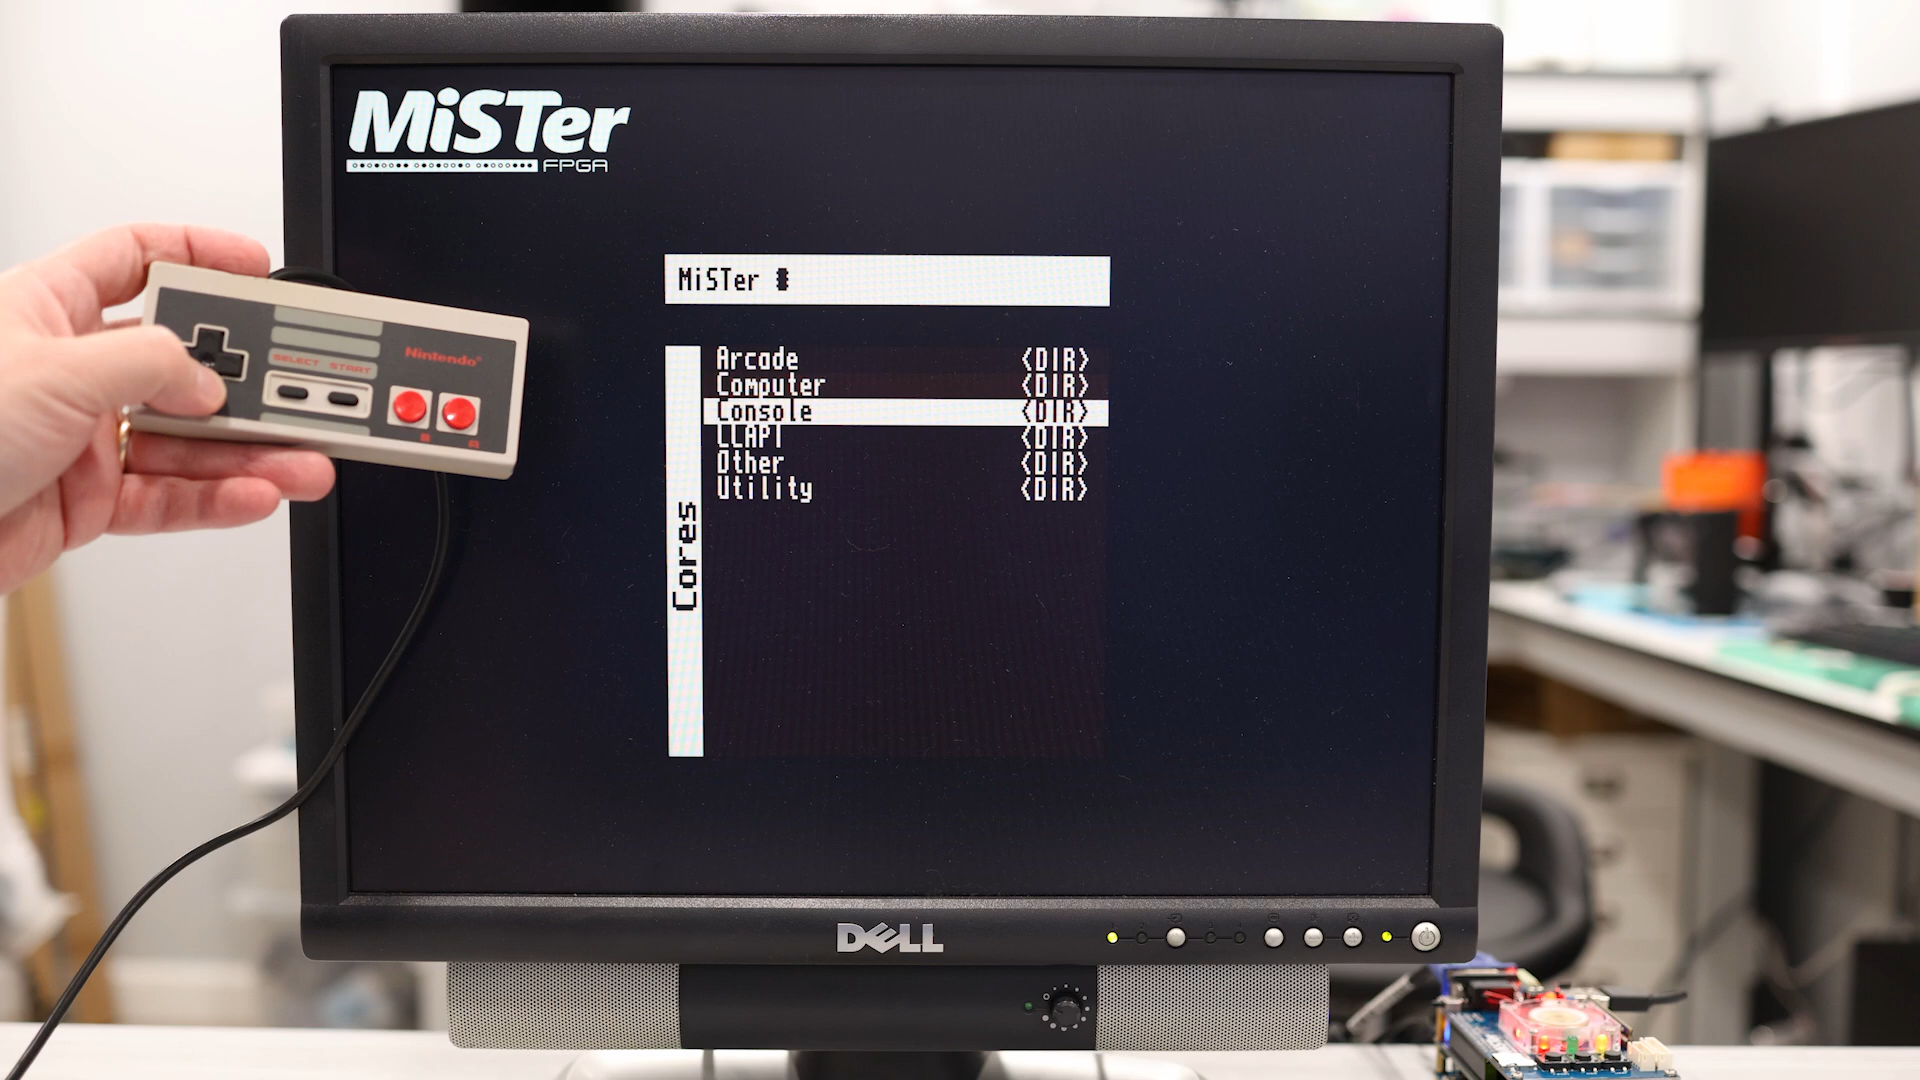 MiSTer
FPGA
MiSTer
Arcade <DIR>
Computer <DIR>
Console <DIR>
LLAPI <DIR>
Other <DIR>
Utility <DIR>
Cores
SELECT START
Nintendo®
B A
DELL